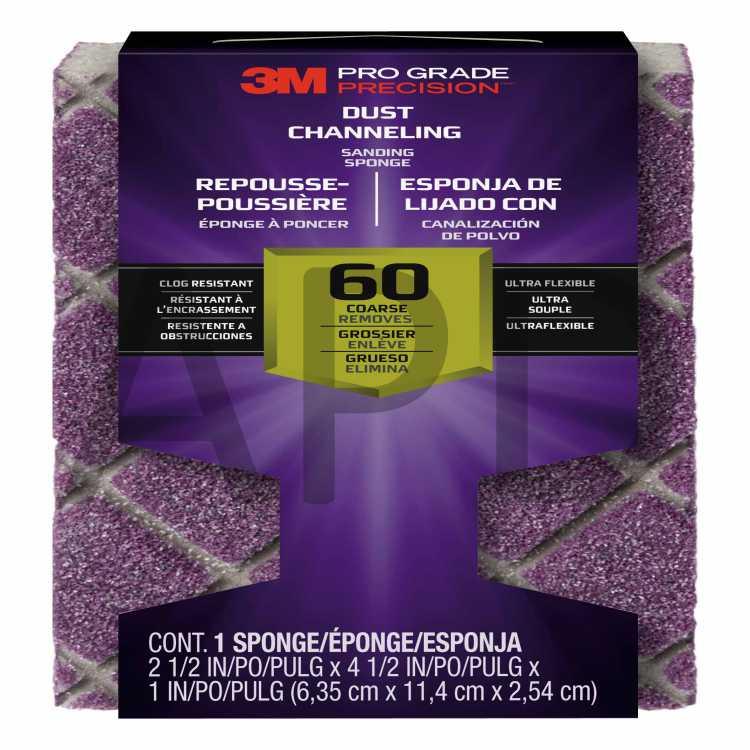 3M PRO GRADE
PRECISION™
DUST
CHANNELING
SANDING
SPONGE
REPOUSSE-
POUSSIÈRE
ÉPONGE À PONCER
ESPONJA DE
LIJADO CON
CANALIZACIÓN
DE POLVO
CLOG RESISTANT
RÉSISTANT À
L'ENCRASSEMENT
RESISTENTE A
OBSTRUCCIONES
60
COARSE
REMOVES
GROSSIER
ENLÈVE
GRUESO
ELIMINA
ULTRA FLEXIBLE
ULTRA
SOUPLE
ULTRAFLEXIBLE
API
CONT. 1 SPONGE/ÉPONGE/ESPONJA
2 1/2 IN/PO/PULG x 4 1/2 IN/PO/PULG x
1 IN/PO/PULG (6,35 cm x 11,4 cm x 2,54 cm)